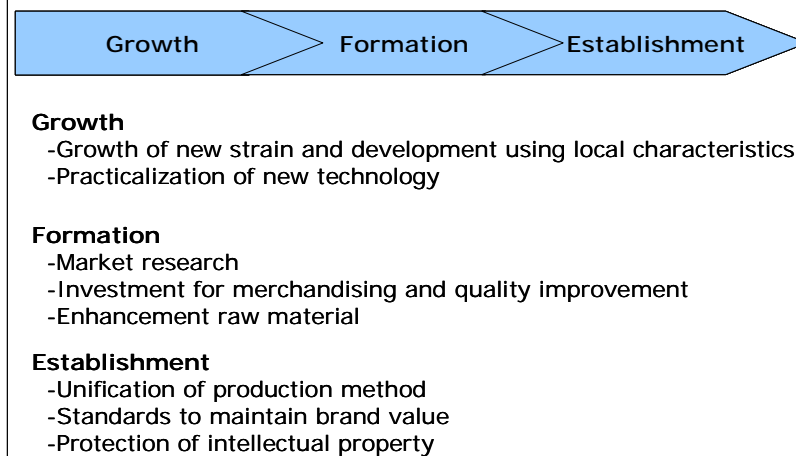 Growth Formation Establishment
Growth
-Growth of new strain and development using local characteristics
-Practicalization of new technology
Formation
-Market research
-Investment for merchandising and quality improvement
-Enhancement raw material
Establishment
-Unification of production method
-Standards to maintain brand value
-Protection of intellectual property